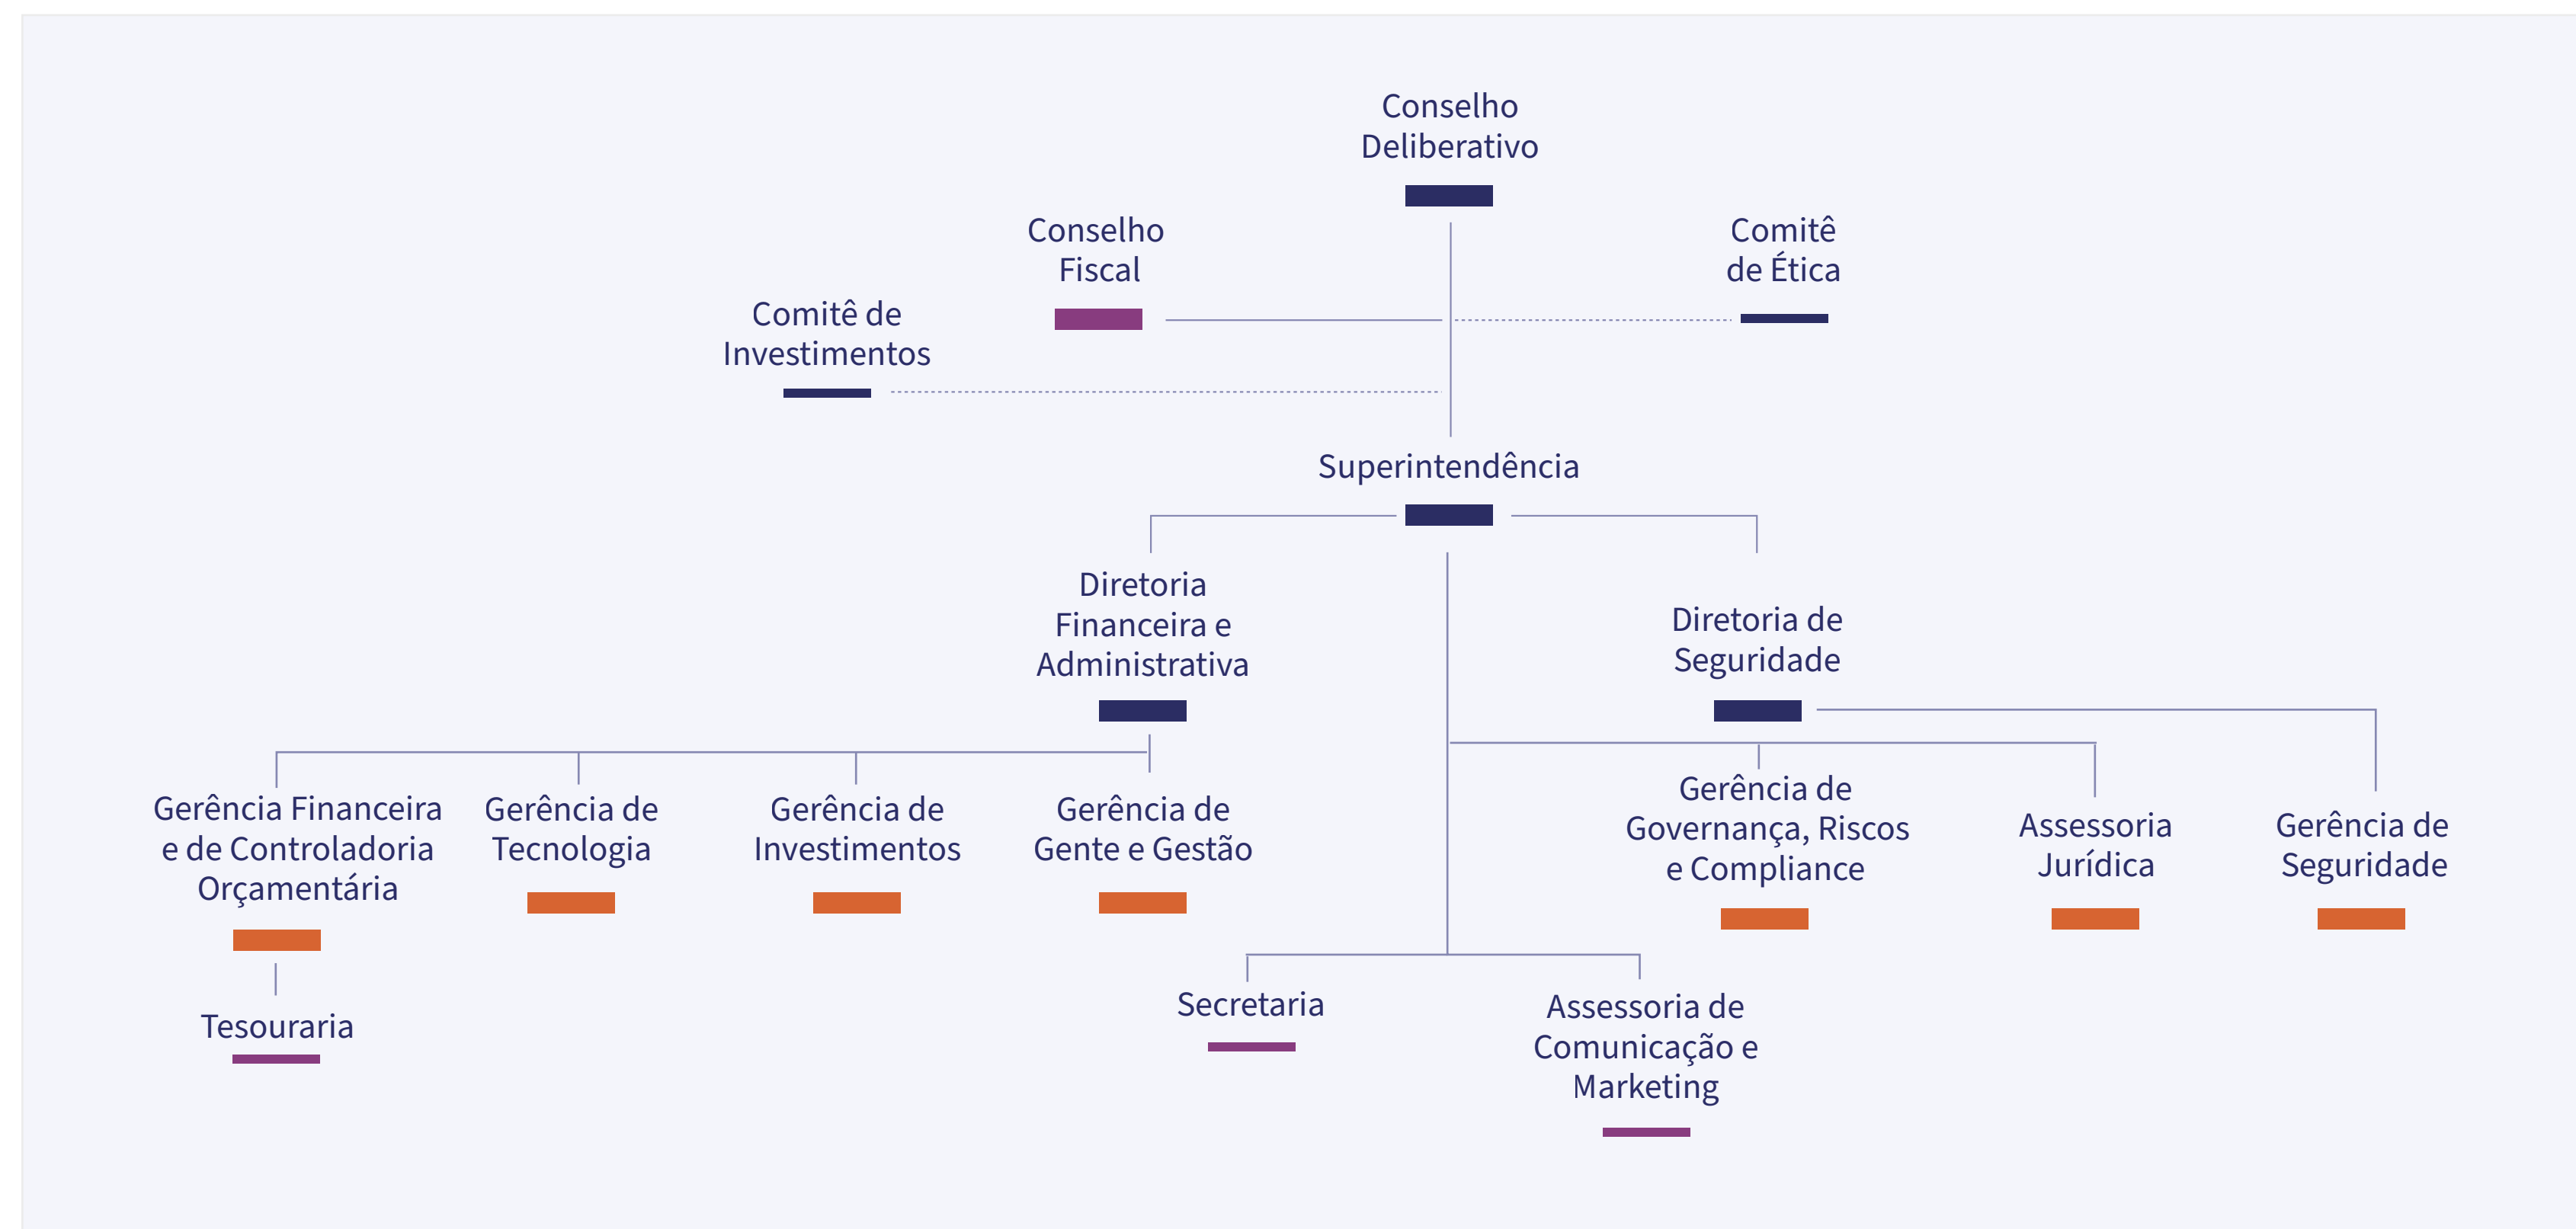 Conselho
Deliberativo
Conselho
Fiscal
Comitê
de Ética
Comitê de
Investimentos
Superintendência
Diretoria
Financeira e
Administrativa
Diretoria de
Seguridade
Gerência Financeira
e de Controladoria
Orçamentária
Gerência de
Tecnologia
Gerência de
Investimentos
Gerência de
Gente e Gestão
Gerência de
Governança, Riscos
e Compliance
Assessoria
Jurídica
Gerência de
Seguridade
Tesouraria
Secretaria
Assessoria de
Comunicação e
Marketing